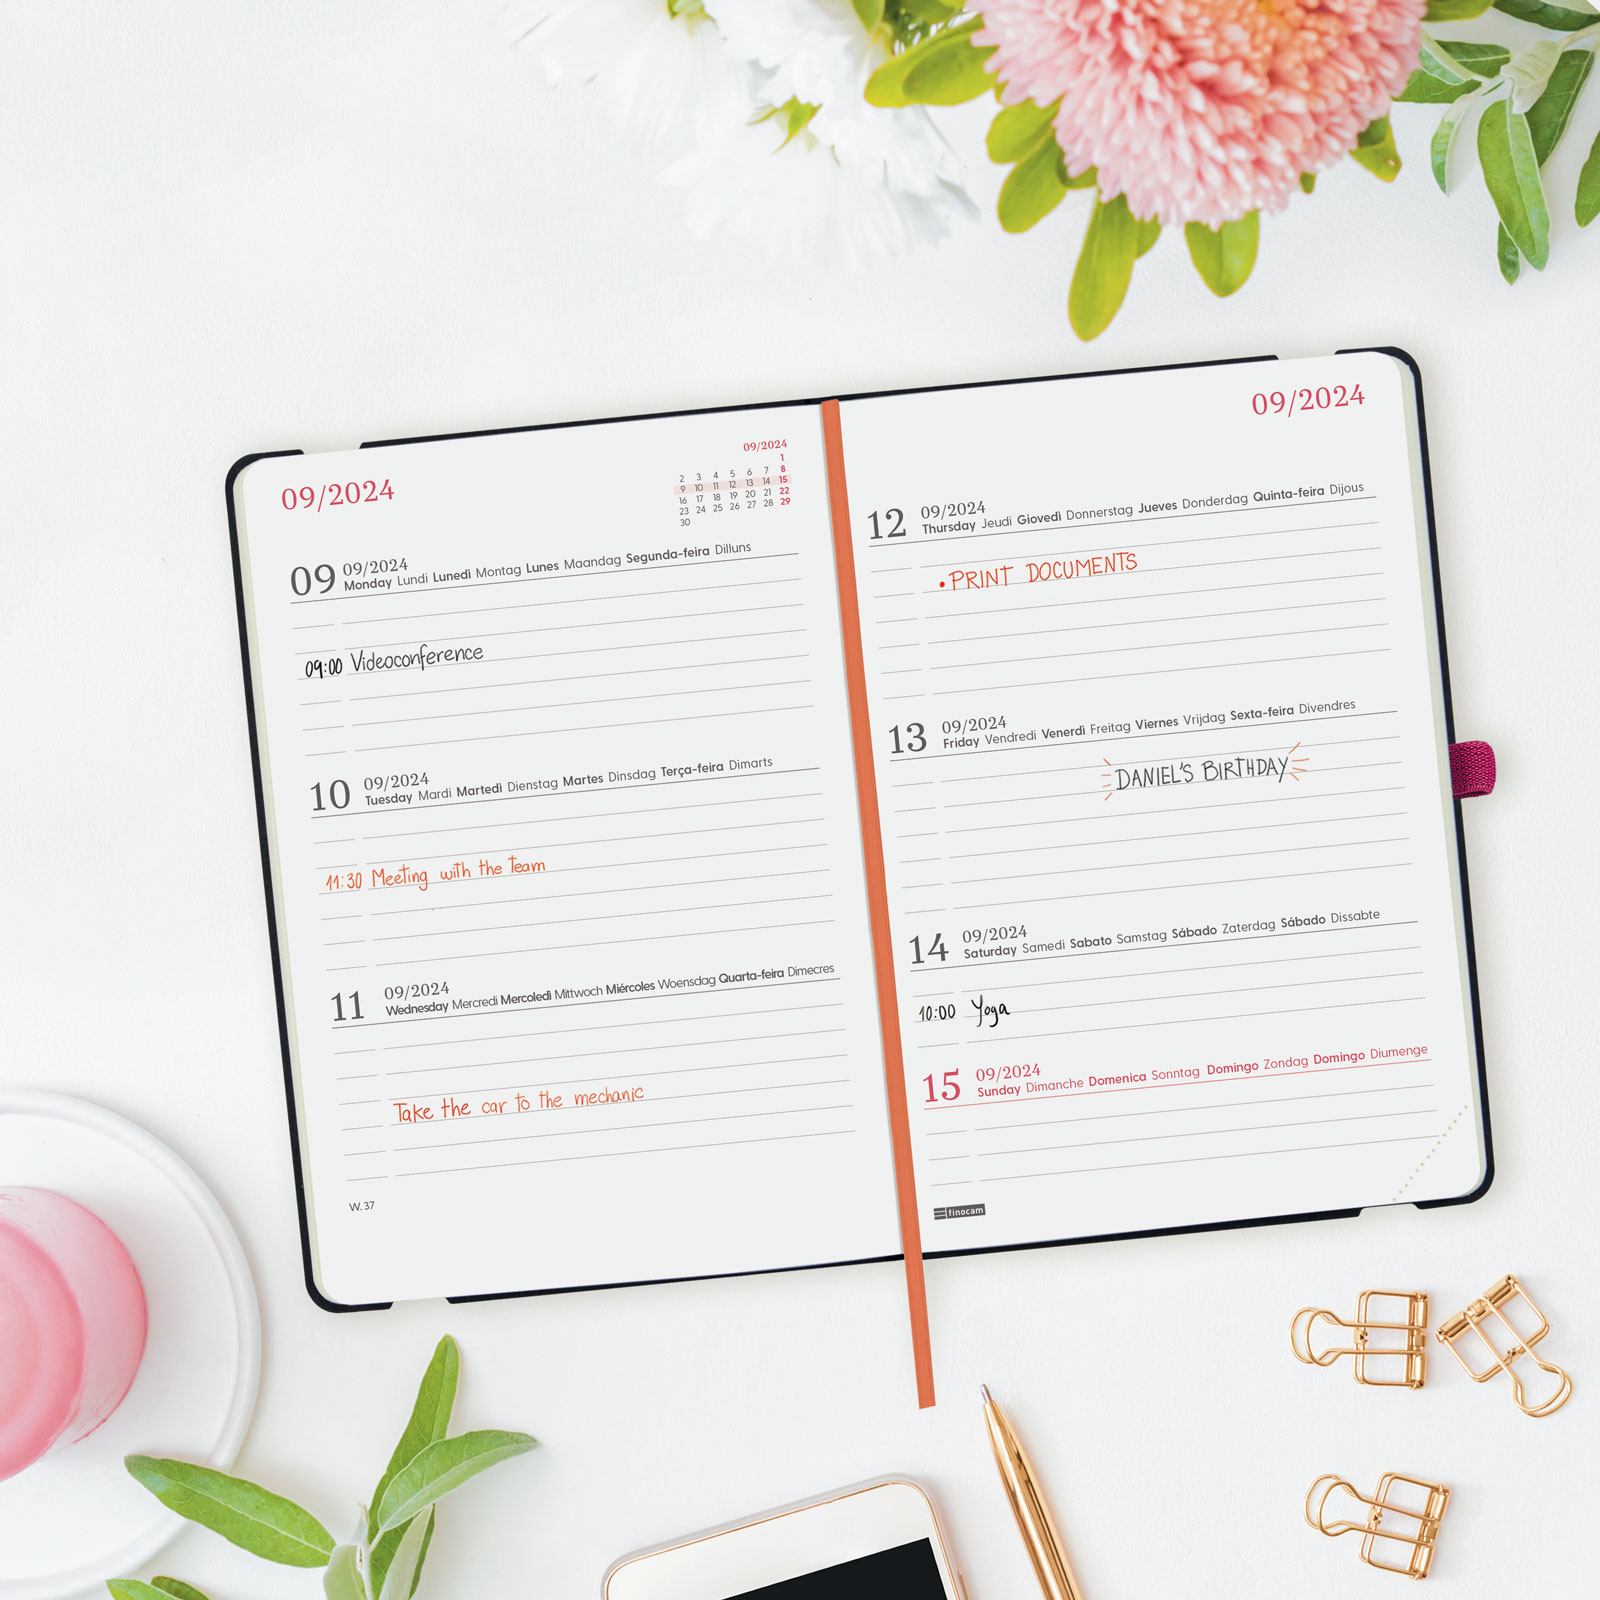 09/2024
09/2024
1
2 3 4 5 6 7 8
9 10 11 12 13 14 15
16 17 18 19 20 21 22
23 24 25 26 27 28 29
30
09 09/2024
Monday Lundi Lunedì Montag Lunes Maandag Segunda-feira Dilluns
09:00 Videoconference
10 09/2024
Tuesday Mardi Martedì Dienstag Martes Dinsdag Terça-feira Dimarts
11:30 Meeting with the team
11 09/2024
Wednesday Mercredi Mercoledì Mittwoch Miércoles Woensdag Quarta-feira Dimecres
Take the car to the mechanic
W. 37
09/2024
12 09/2024
Thursday Jeudi Giovedì Donnerstag Jueves Donderdag Quinta-feira Dijous
• PRINT DOCUMENTS
13 09/2024
Friday Vendredi Venerdì Freitag Viernes Vrijdag Sexta-feira Divendres
DANIEL'S BIRTHDAY
14 09/2024
Saturday Samedi Sabato Samstag Sábado Zaterdag Sábado Dissabte
10:00 Yoga
15 09/2024
Sunday Dimanche Domenica Sonntag Domingo Zondag Domingo Diumenge
finocam